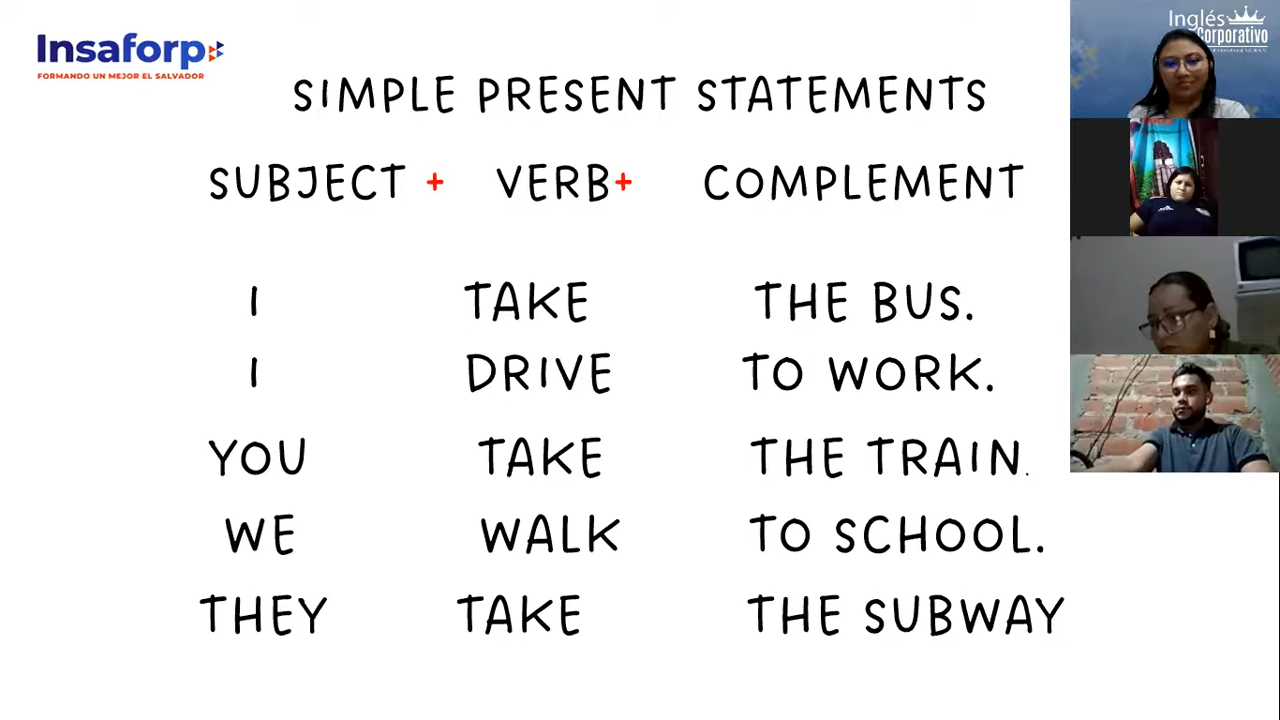 Insaforp
FORMANDO UN MEJOR EL SALVADOR
Inglés
Corporativo
SIMPLE PRESENT STATEMENTS
SUBJECT + VERB+ COMPLEMENT
I TAKE THE BUS.
I DRIVE TO WORK.
YOU TAKE THE TRAIN.
WE WALK TO SCHOOL.
THEY TAKE THE SUBWAY